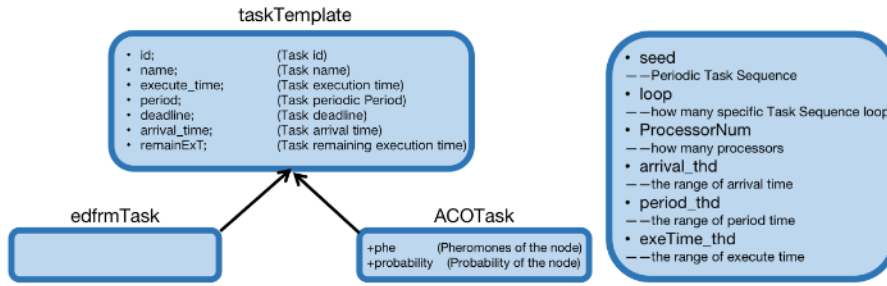 taskTemplate
• id; (Task id)
• name; (Task name)
• execute_time; (Task execution time)
• period; (Task periodic Period)
• deadline; (Task deadline)
• arrival_time; (Task arrival time)
• remainExT; (Task remaining execution time)
edfrmTask
ACOTask
+phe (Pheromones of the node)
+probability (Probability of the node)
• seed
——Periodic Task Sequence
• loop
——how many specific Task Sequence loop
• ProcessorNum
——how many processors
• arrival_thd
——the range of arrival time
• period_thd
——the range of period time
• exeTime_thd
——the range of execute time